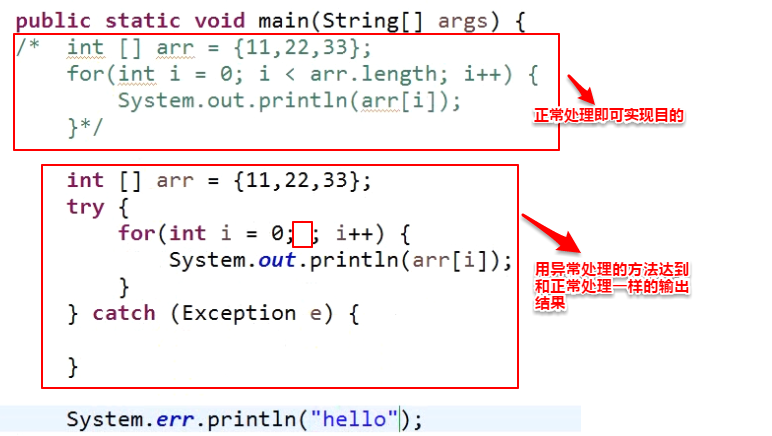 public static void main(String[] args) {
/*  int [] arr = {11,22,33};
    for(int i = 0; i < arr.length; i++) {
        System.out.println(arr[i]);
    }*/
正常处理即可实现目的
    int [] arr = {11,22,33};
    try {
        for(int i = 0; ; i++) {
            System.out.println(arr[i]);
        }
    } catch (Exception e) {
    }
用异常处理的方法达到
和正常处理一样的输出
结果
    System.err.println("hello");